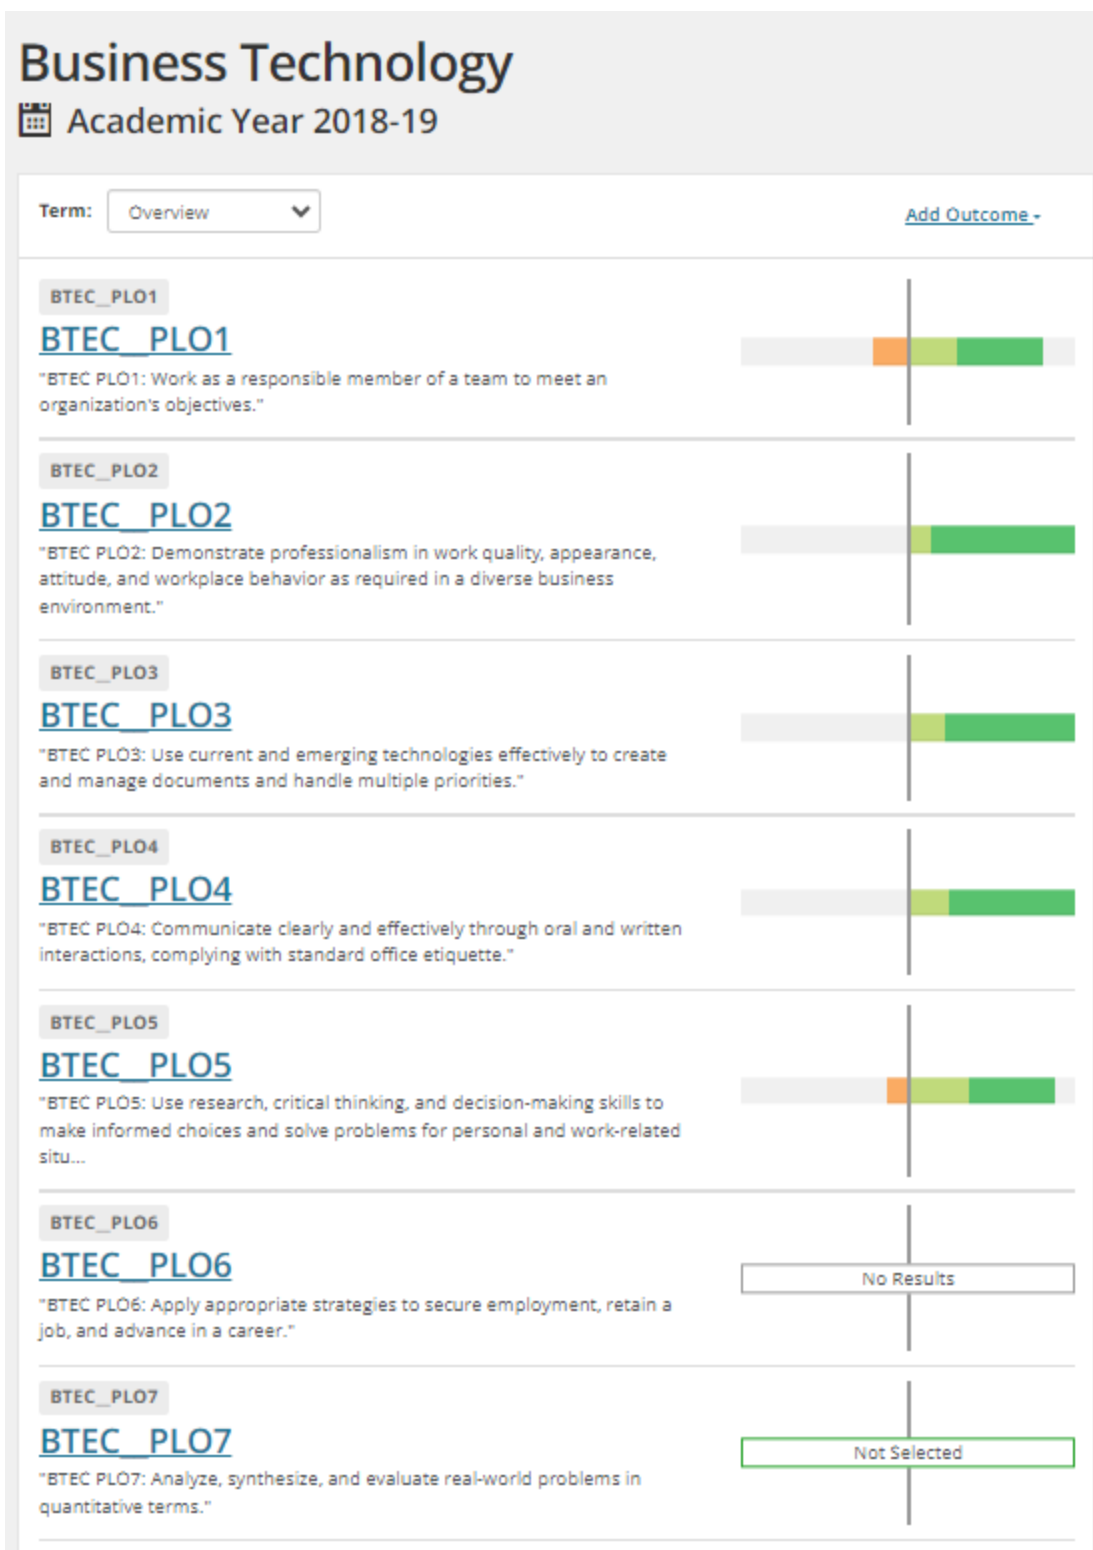 Business Technology
Academic Year 2018-19
Term: Overview
Add Outcome
BTEC_PLO1
BTEC_PLO1
"BTEC PLO1: Work as a responsible member of a team to meet an
organization's objectives."
BTEC_PLO2
BTEC_PLO2
"BTEC PLO2: Demonstrate professionalism in work quality, appearance,
attitude, and workplace behavior as required in a diverse business
environment."
BTEC_PLO3
BTEC_PLO3
"BTEC PLO3: Use current and emerging technologies effectively to create
and manage documents and handle multiple priorities."
BTEC_PLO4
BTEC_PLO4
"BTEC PLO4: Communicate clearly and effectively through oral and written
interactions, complying with standard office etiquette."
BTEC_PLO5
BTEC_PLO5
"BTEC PLO5: Use research, critical thinking, and decision-making skills to
make informed choices and solve problems for personal and work-related
situ...
BTEC_PLO6
BTEC_PLO6
"BTEC PLO6: Apply appropriate strategies to secure employment, retain a
job, and advance in a career."
No Results
BTEC_PLO7
BTEC_PLO7
"BTEC PLO7: Analyze, synthesize, and evaluate real-world problems in
quantitative terms."
Not Selected